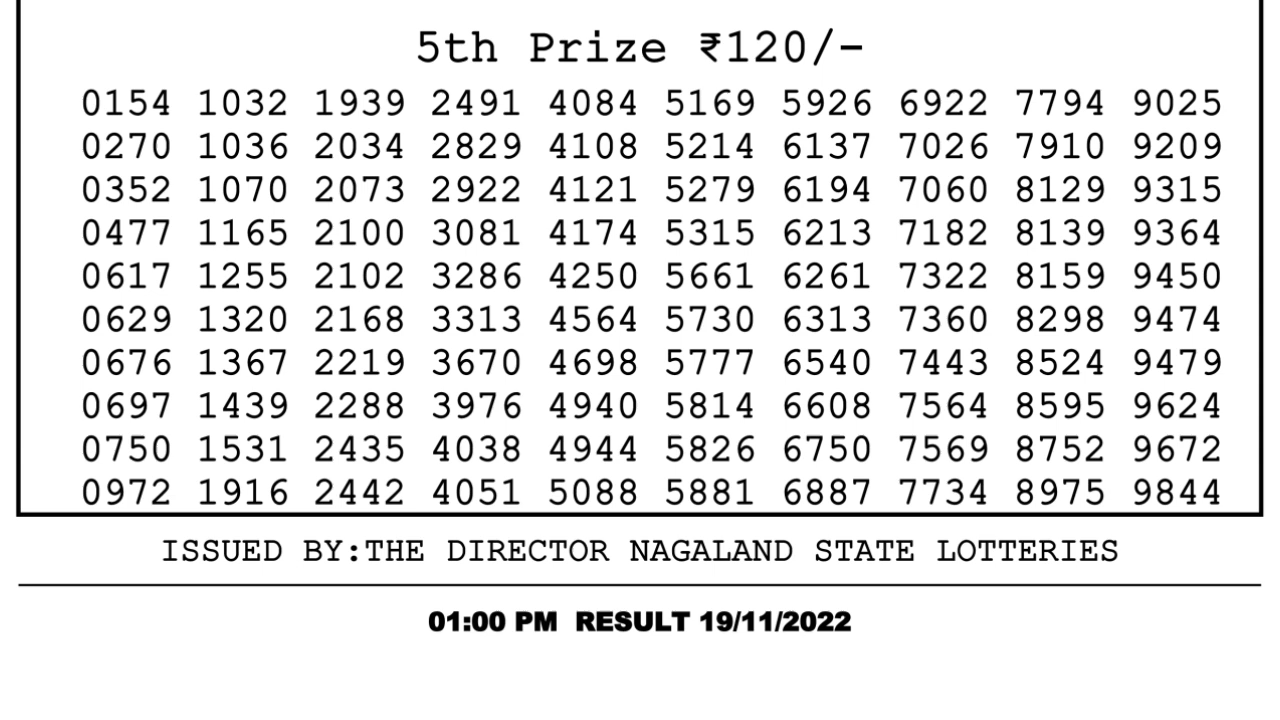 5th Prize ₹120/-
0154 1032 1939 2491 4084 5169 5926 6922 7794 9025
0270 1036 2034 2829 4108 5214 6137 7026 7910 9209
0352 1070 2073 2922 4121 5279 6194 7060 8129 9315
0477 1165 2100 3081 4174 5315 6213 7182 8139 9364
0617 1255 2102 3286 4250 5661 6261 7322 8159 9450
0629 1320 2168 3313 4564 5730 6313 7360 8298 9474
0676 1367 2219 3670 4698 5777 6540 7443 8524 9479
0697 1439 2288 3976 4940 5814 6608 7564 8595 9624
0750 1531 2435 4038 4944 5826 6750 7569 8752 9672
0972 1916 2442 4051 5088 5881 6887 7734 8975 9844
ISSUED BY:THE DIRECTOR NAGALAND STATE LOTTERIES
01:00 PM RESULT 19/11/2022